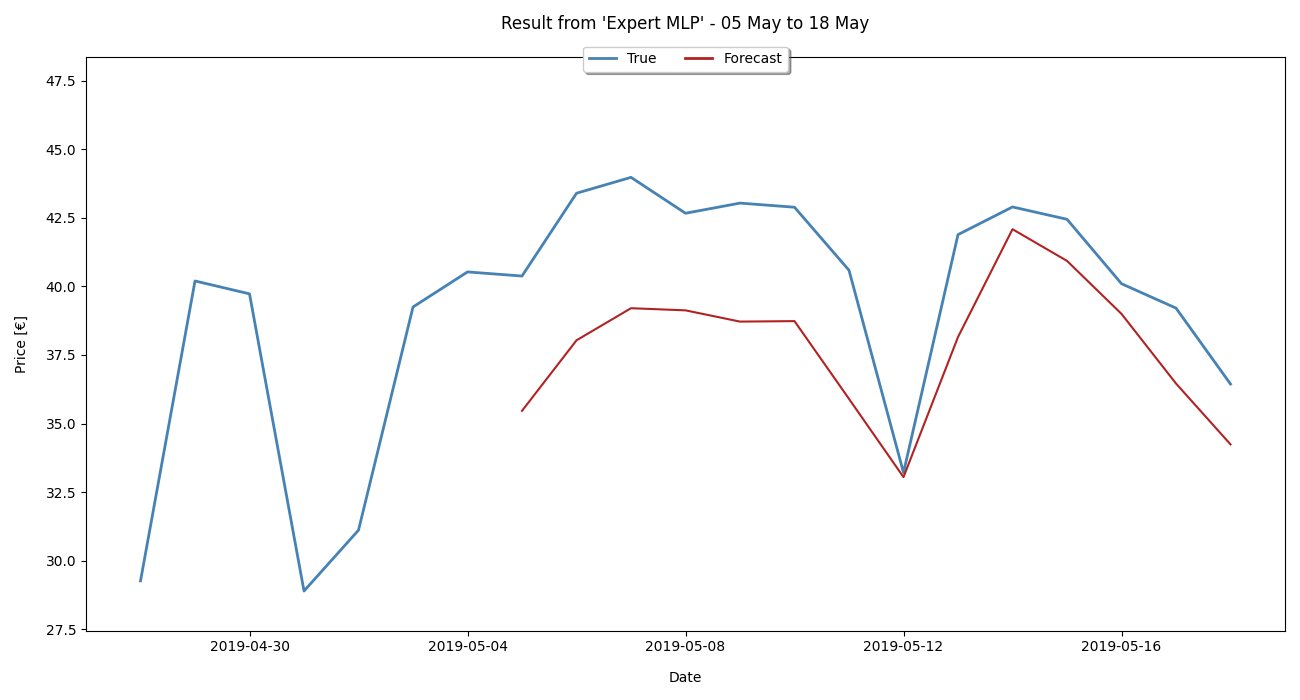 Result from 'Expert MLP' - 05 May to 18 May
True Forecast
47.5
45.0
42.5
40.0
37.5
35.0
32.5
30.0
27.5
Price [€]
2019-04-30 2019-05-04 2019-05-08 2019-05-12 2019-05-16
Date